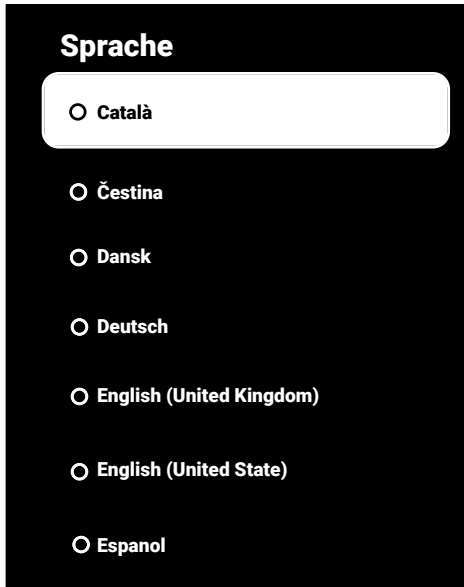 Sprache
Català
Čestina
Dansk
Deutsch
English (United Kingdom)
English (United State)
Espanol